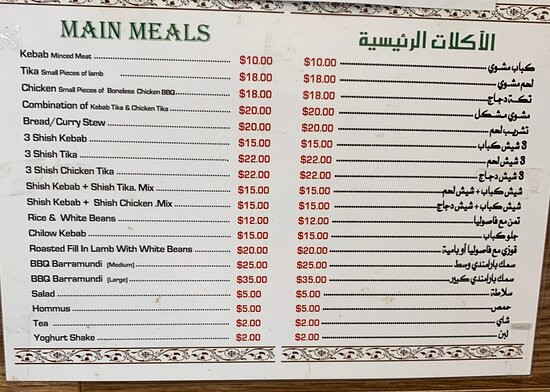 MAIN MEALS
Kebab Minced Meat $10.00
Tika Small Pieces of lamb $18.00
Chicken Small Pieces of Boneless Chicken BBQ $18.00
Combination of Kebab Tika & Chicken Tika $20.00
Bread/Curry Stew $20.00
3 Shish Kebab $15.00
3 Shish Tika $22.00
3 Shish Chicken Tika $22.00
Shish Kebab + Shish Tika. Mix $15.00
Shish Kebab + Shish Chicken .Mix $15.00
Rice & White Beans $12.00
Chilow Kebab $15.00
Roasted Fill In Lamb With White Beans $20.00
BBQ Barramundi (Medium) $25.00
BBQ Barramundi (Large) $35.00
Salad $5.00
Hommus $5.00
Tea $2.00
Yoghurt Shake $2.00
الأكلات الرئيسية
كباب مشوي $10.00
لحم مشوي $18.00
تكة دجاج $18.00
مشوي مشكل $20.00
تشريب لحم $20.00
3 شيش كباب $15.00
3 شيش لحم $22.00
3 شيش دجاج $22.00
شيش كباب + شيش لحم $15.00
شيش كباب + شيش دجاج $15.00
تمن مع فاصوليا $12.00
جلو كباب $15.00
قوزي مع فاصوليا أو بامية $20.00
سمك بارامندي وسط $25.00
سمك بارامندي كبير $35.00
سلاطة $5.00
حمص $5.00
شاي $2.00
لبن $2.00